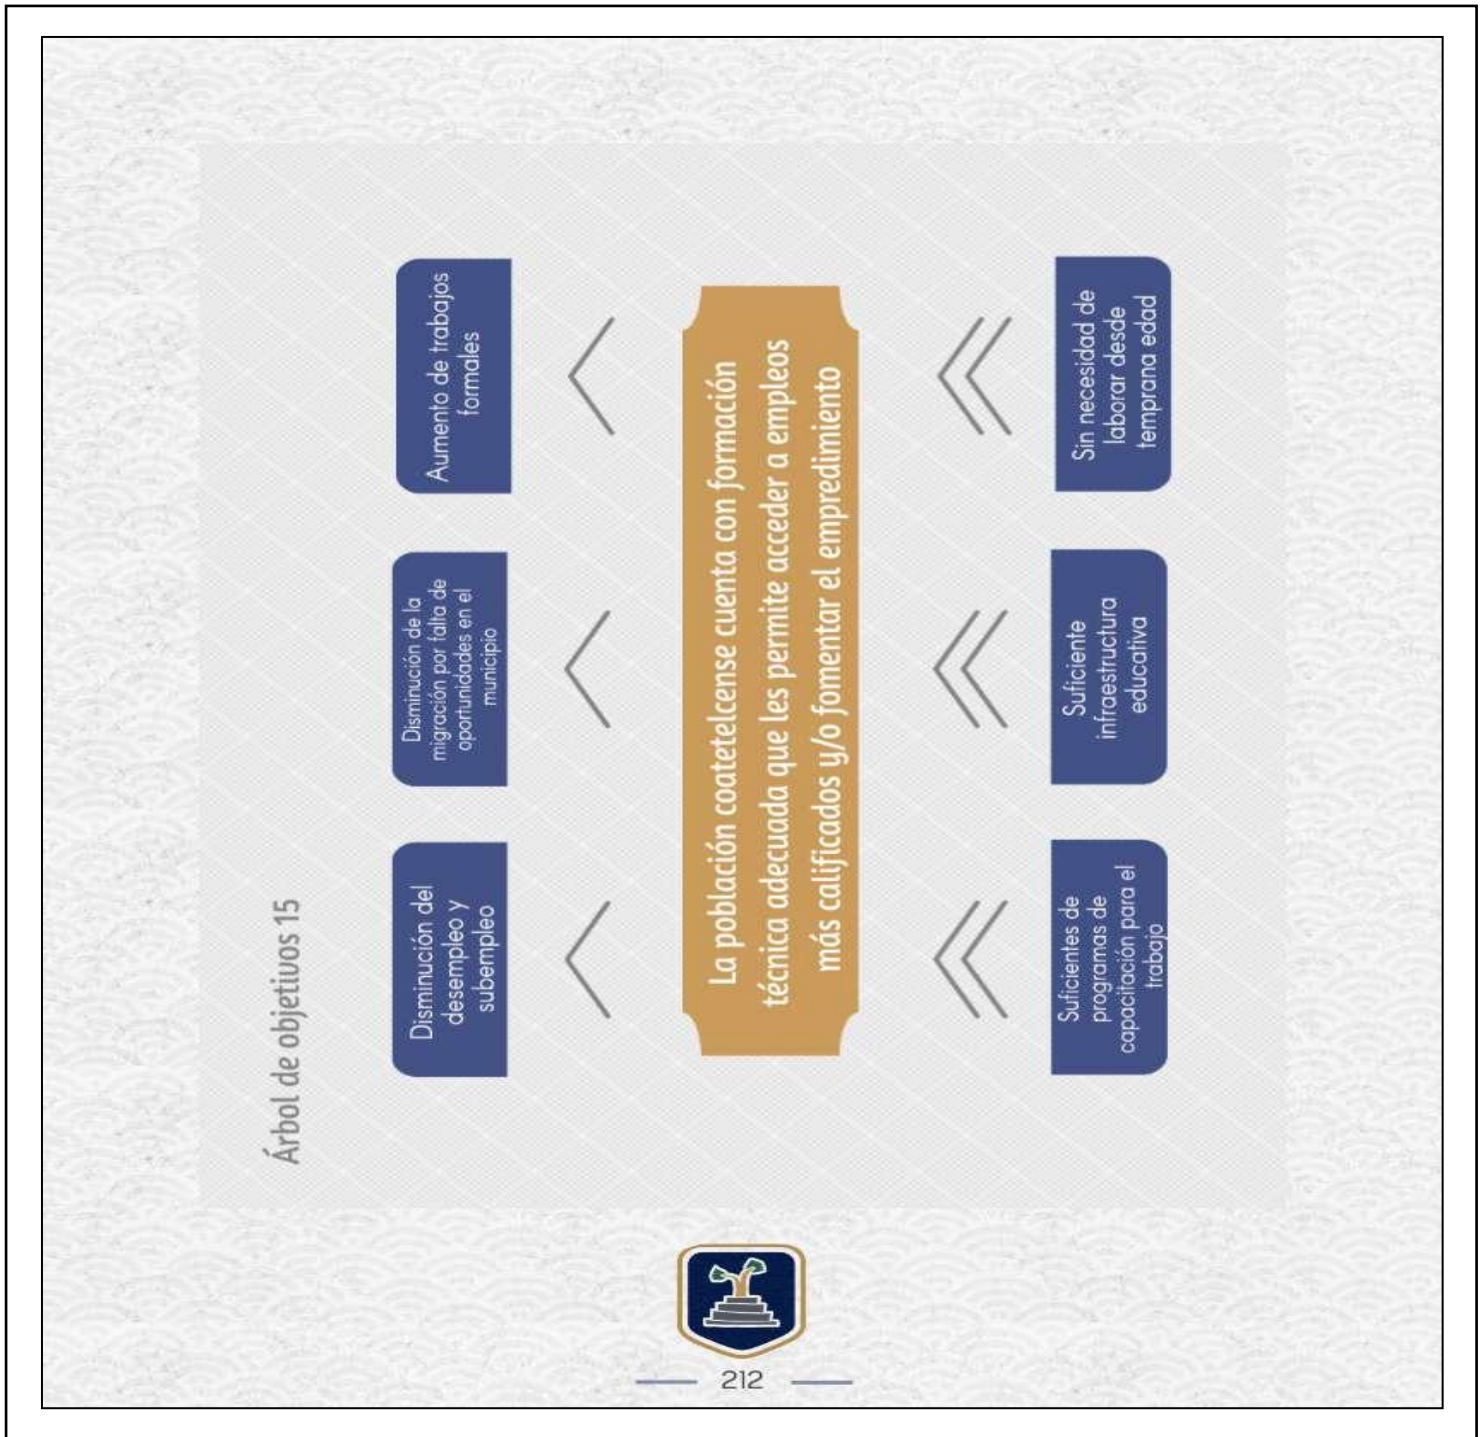 Árbol de objetivos 15
Disminución del
desempleo y
subempleo
Disminución de la
migración por falta de
oportunidades en el
municipio
Aumento de trabajos
formales
La población coatetelcense cuenta con formación
técnica adecuada que les permite acceder a empleos
más calificados y/o fomentar el empredimiento
Suficientes de
programas de
capacitación para el
trabajo
Suficiente
infraestructura
educativa
Sin necesidad de
laborar desde
temprana edad
212